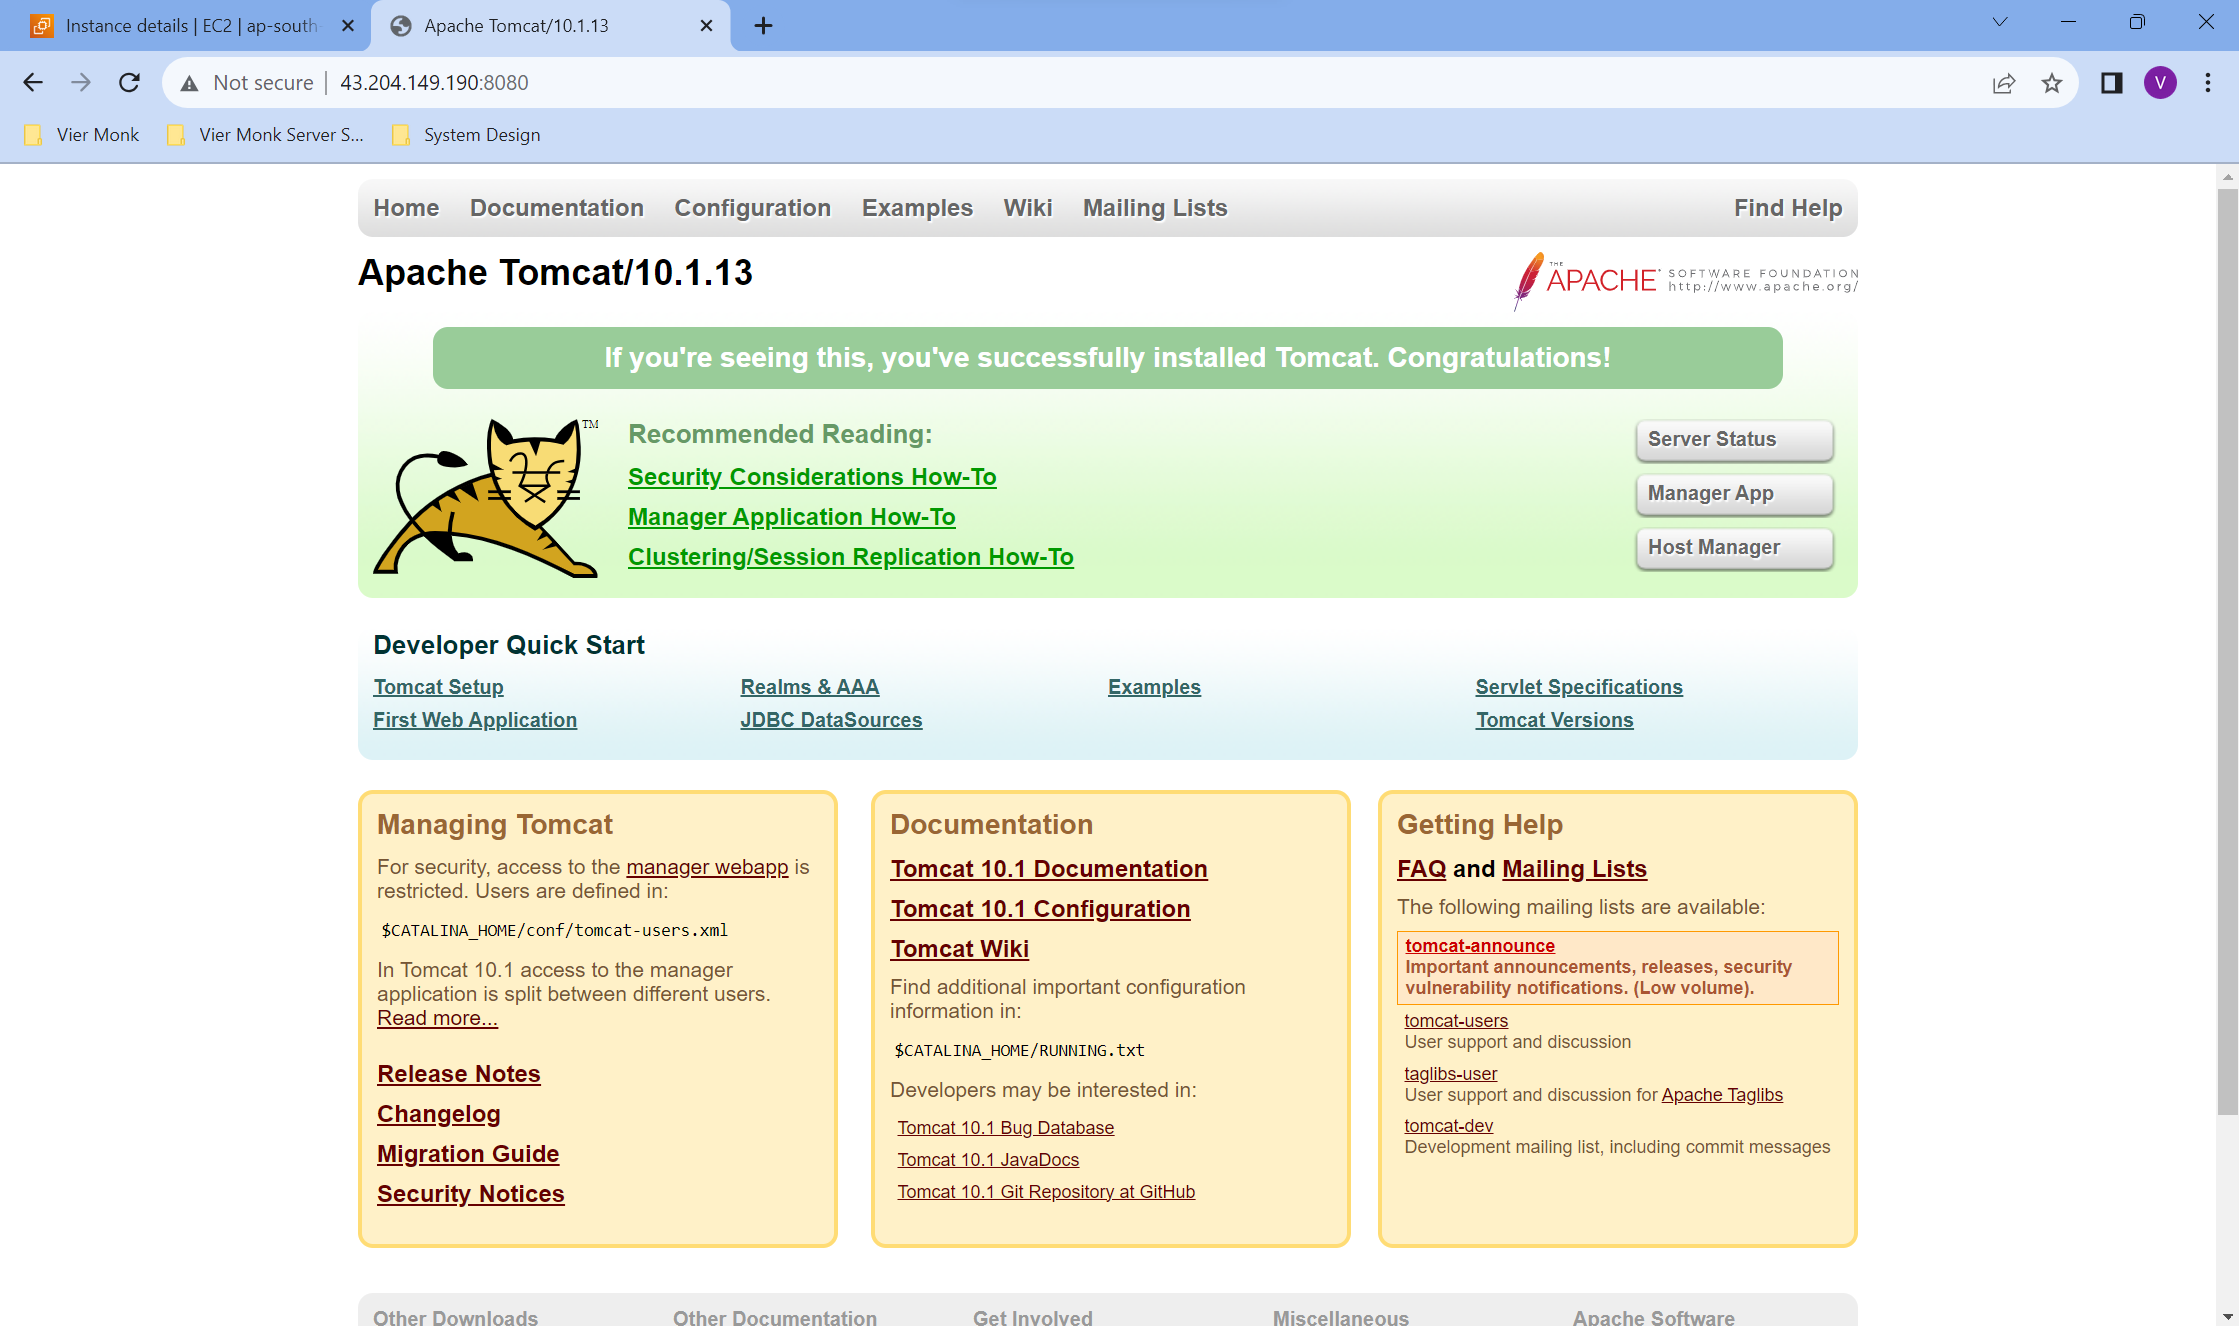 Instance details | EC2 | ap-south-
Apache Tomcat/10.1.13
Not secure
43.204.149.190:8080
V
Vier Monk
Vier Monk Server S...
System Design
Home Documentation Configuration Examples Wiki Mailing Lists Find Help
Apache Tomcat/10.1.13
THE APACHE® SOFTWARE FOUNDATION
http://www.apache.org/
If you're seeing this, you've successfully installed Tomcat. Congratulations!
TM
Recommended Reading:
Security Considerations How-To
Manager Application How-To
Clustering/Session Replication How-To
Server Status
Manager App
Host Manager
Developer Quick Start
Tomcat Setup
First Web Application
Realms & AAA
JDBC DataSources
Examples
Servlet Specifications
Tomcat Versions
Managing Tomcat
For security, access to the manager webapp is
restricted. Users are defined in:
$CATALINA_HOME/conf/tomcat-users.xml
In Tomcat 10.1 access to the manager
application is split between different users.
Read more...
Release Notes
Changelog
Migration Guide
Security Notices
Documentation
Tomcat 10.1 Documentation
Tomcat 10.1 Configuration
Tomcat Wiki
Find additional important configuration
information in:
$CATALINA_HOME/RUNNING.txt
Developers may be interested in:
Tomcat 10.1 Bug Database
Tomcat 10.1 JavaDocs
Tomcat 10.1 Git Repository at GitHub
Getting Help
FAQ and Mailing Lists
The following mailing lists are available:
tomcat-announce
Important announcements, releases, security
vulnerability notifications. (Low volume).
tomcat-users
User support and discussion
taglibs-user
User support and discussion for Apache Taglibs
tomcat-dev
Development mailing list, including commit messages
Other Downloads
Other Documentation
Get Involved
Miscellaneous
Apache Software